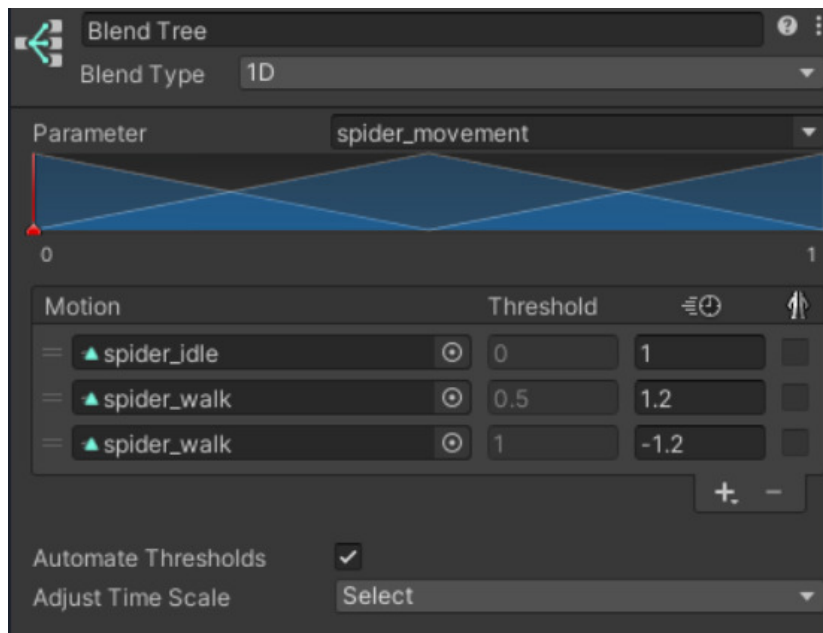 Blend Tree
Blend Type 1D
Parameter spider_movement
0 1
Motion Threshold
spider_idle 0 1
spider_walk 0.5 1.2
spider_walk 1 -1.2
+ −
Automate Thresholds
Adjust Time Scale Select